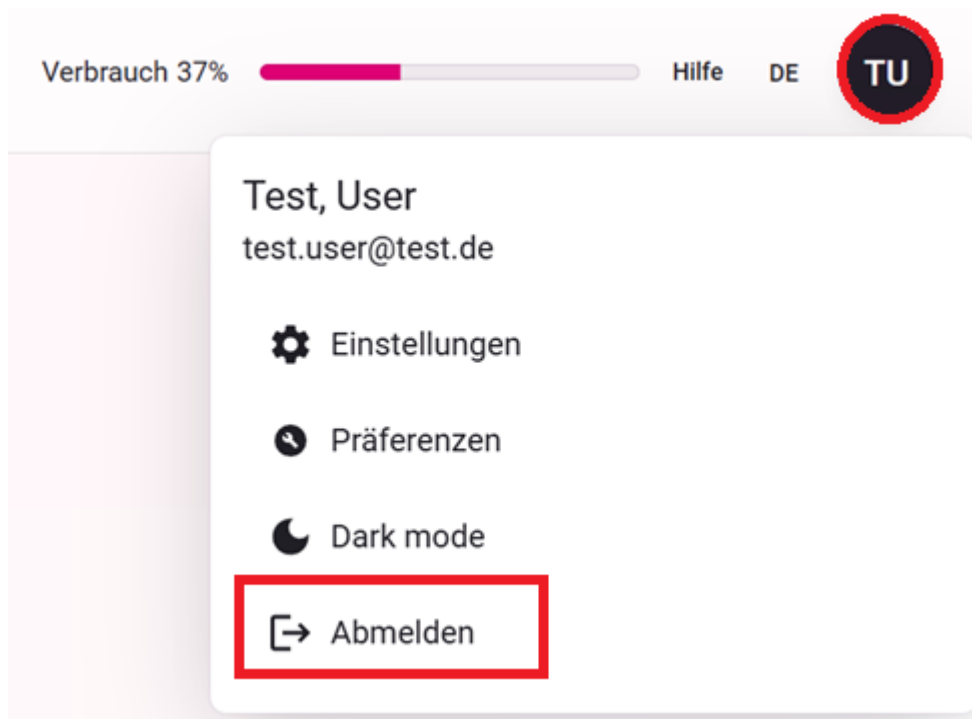 Verbrauch 37% Hilfe DE TU
Test, User
test.user@test.de
Einstellungen
Präferenzen
Dark mode
Abmelden